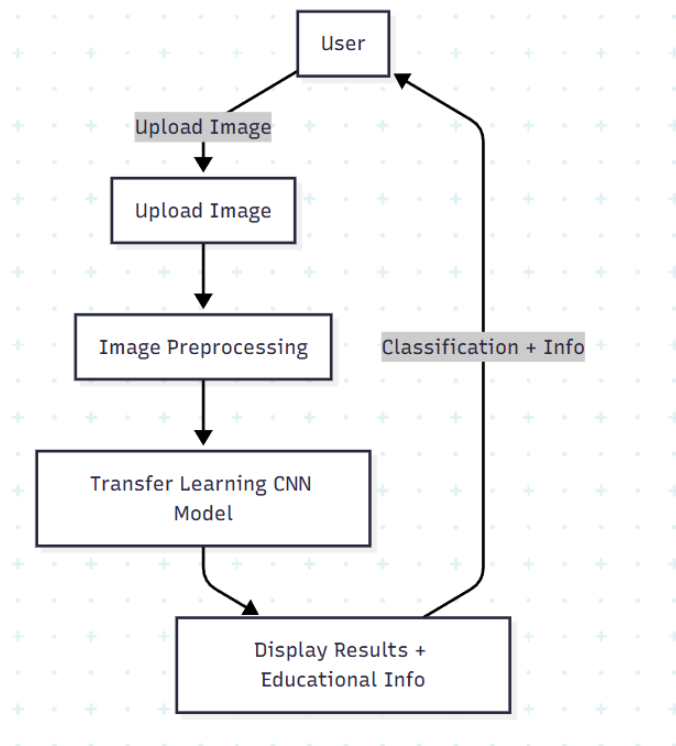 User
Upload Image
Upload Image
Image Preprocessing
Classification + Info
Transfer Learning CNN
Model
Display Results +
Educational Info